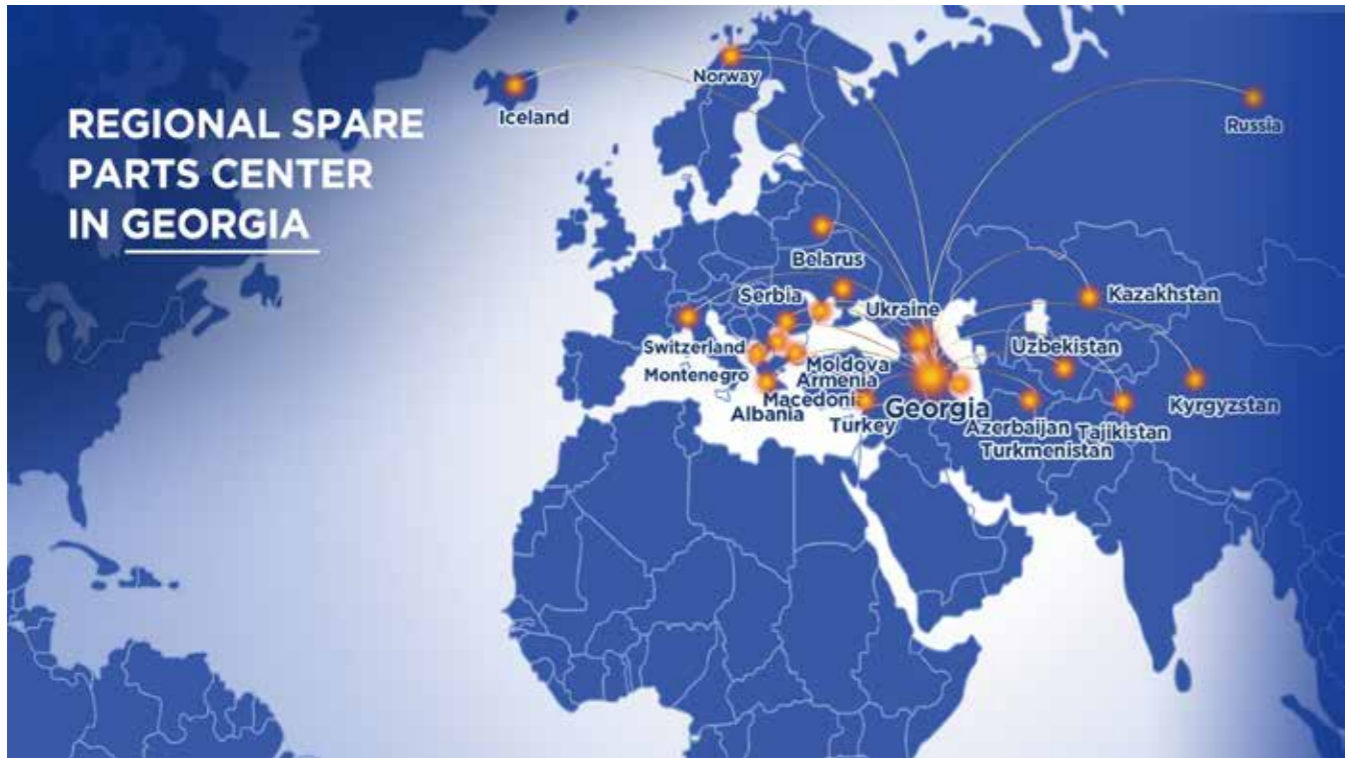 REGIONAL SPARE
PARTS CENTER
IN GEORGIA
Norway
Iceland
Russia
Belarus
Serbia
Ukraine
Kazakhstan
Switzerland
Uzbekistan
Montenegro
Moldova
Armenia
Macedonia
Albania
Turkey
Georgia
Azerbaijan
Tajikistan
Kyrgyzstan
Turkmenistan